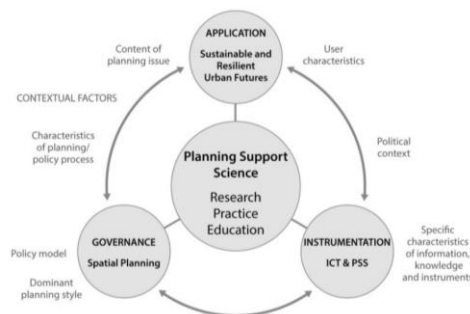 APPLICATION
Sustainable and
Resilient
Urban Futures
Content of
planning issue
User
characteristics
CONTEXTUAL FACTORS
Characteristics
of planning/
policy process
Political
context
Planning Support
Science
Research
Practice
Education
GOVERNANCE
Spatial Planning
INSTRUMENTATION
ICT & PSS
Policy model
Dominant
planning style
Specific
characteristics
of information,
knowledge
and instruments